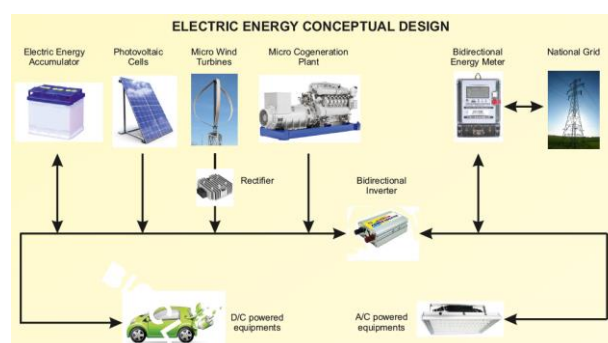 ELECTRIC ENERGY CONCEPTUAL DESIGN
Electric Energy
Accumulator
Photovoltaic
Cells
Micro Wind
Turbines
Micro Cogeneration
Plant
Bidirectional
Energy Meter
National Grid
Rectifier
Bidirectional
Inverter
D/C powered
equipments
A/C powered
equipments